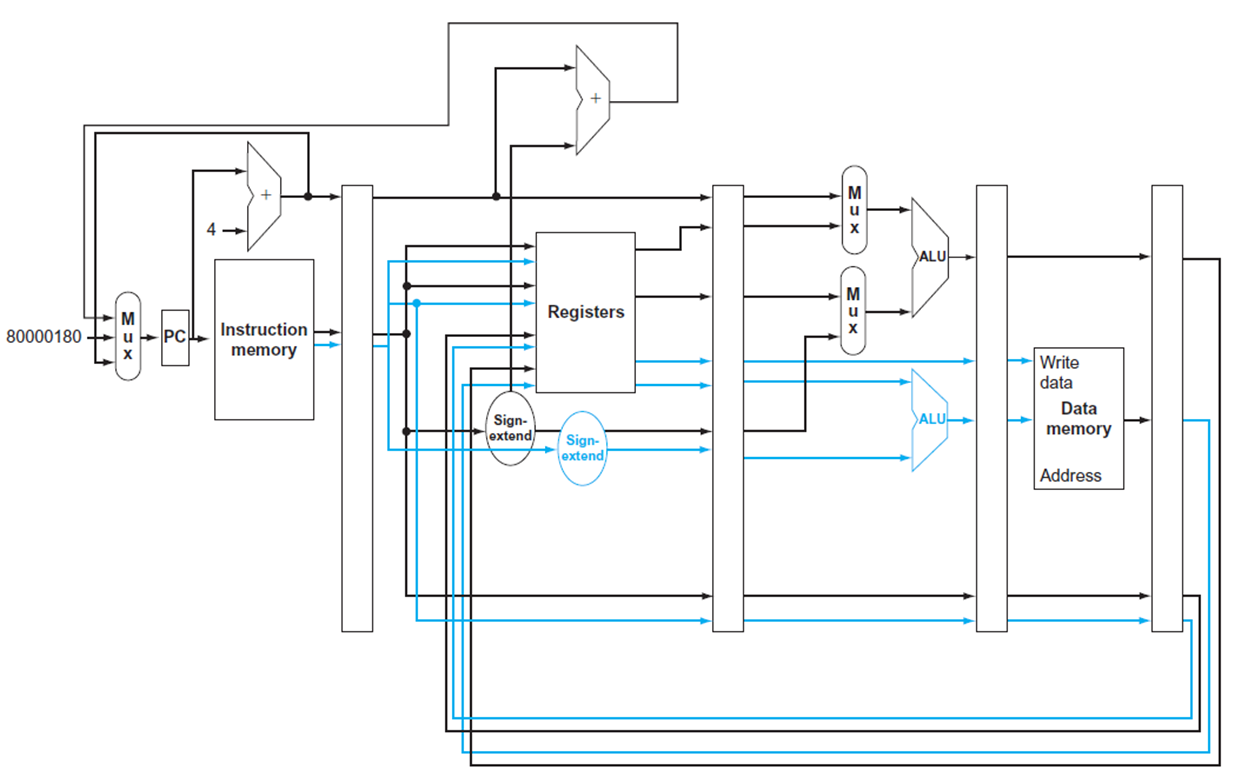 +
+
4
M
u
x
ALU
80000180
M
u
x
PC
Instruction
memory
Registers
M
u
x
Write
data
Data
memory
Address
ALU
Sign-
extend
Sign-
extend